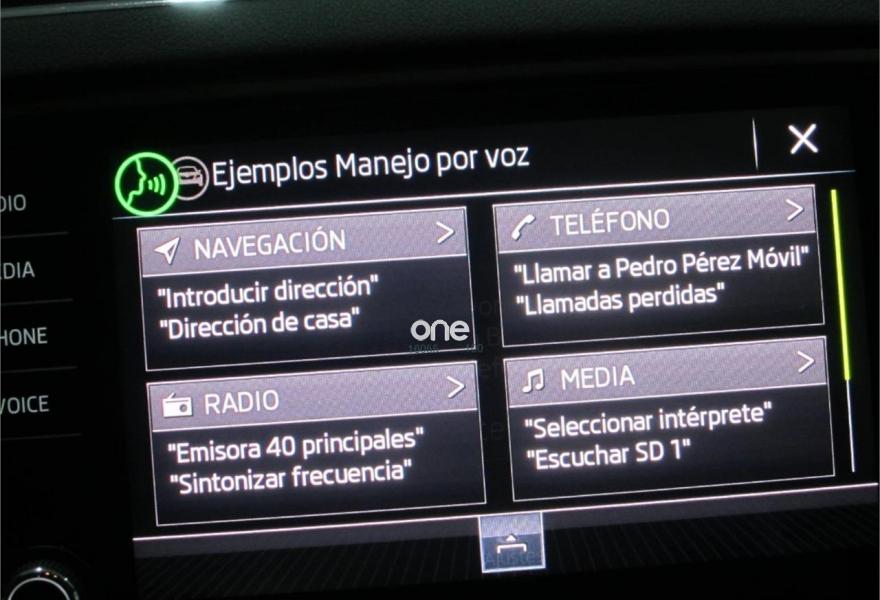 Ejemplos Manejo por voz
NAVEGACIÓN
"Introducir dirección"
"Dirección de casa"
TELÉFONO
"Llamar a Pedro Pérez Móvil"
"Llamadas perdidas"
RADIO
"Emisora 40 principales"
"Sintonizar frecuencia"
MEDIA
"Seleccionar intérprete"
"Escuchar SD 1"
DIO
DIA
HONE
VOICE
one